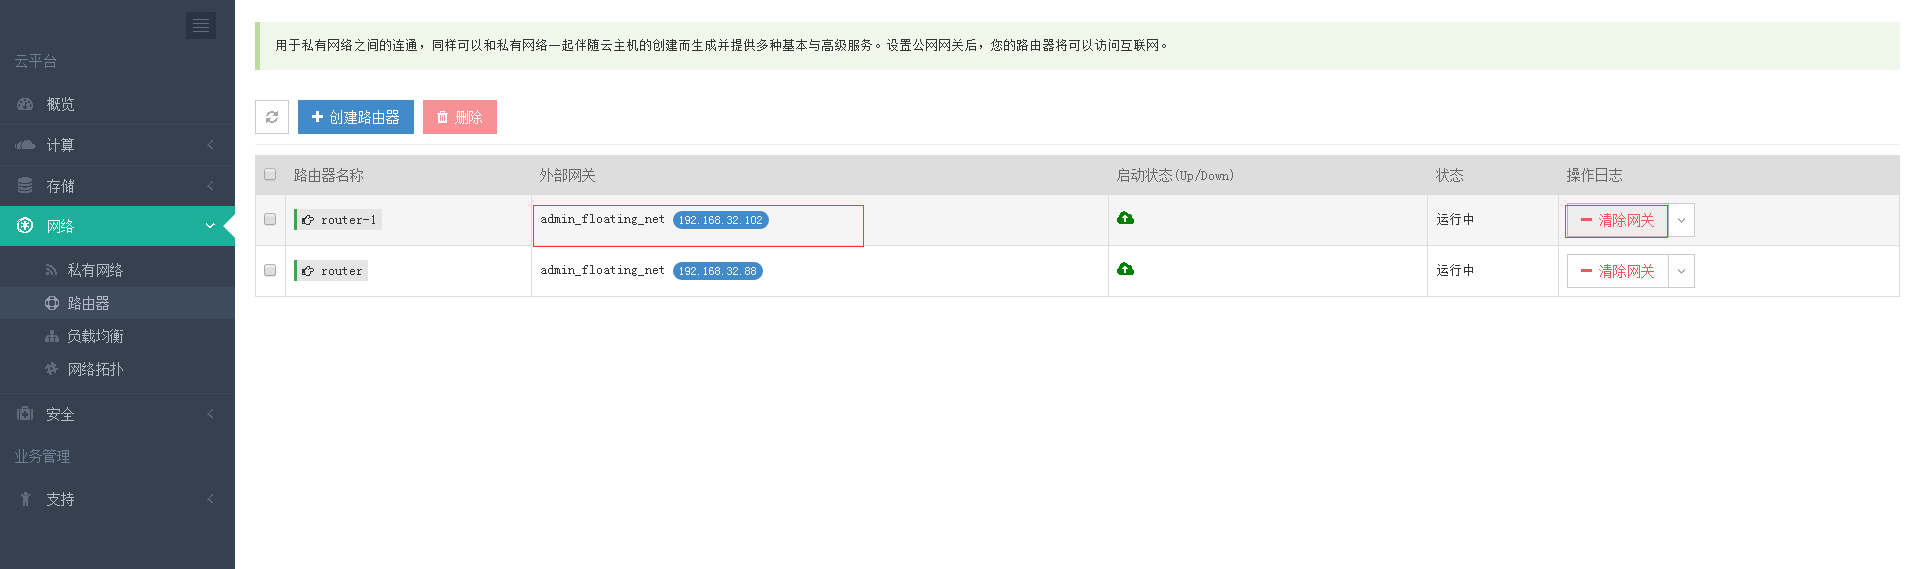 云平台
概览
计算
存储
网络
私有网络
路由器
负载均衡
网络拓扑
安全
业务管理
支持
用于私有网络之间的连通，同样可以和私有网络一起伴随云主机的创建而生成并提供多种基本与高级服务。设置公网网关后，您的路由器将可以访问互联网。
创建路由器 删除
路由器名称 外部网关 启动状态(Up/Down) 状态 操作日志
router-1 admin_floating_net 192.168.32.102 运行中 清除网关
router admin_floating_net 192.168.32.88 运行中 清除网关